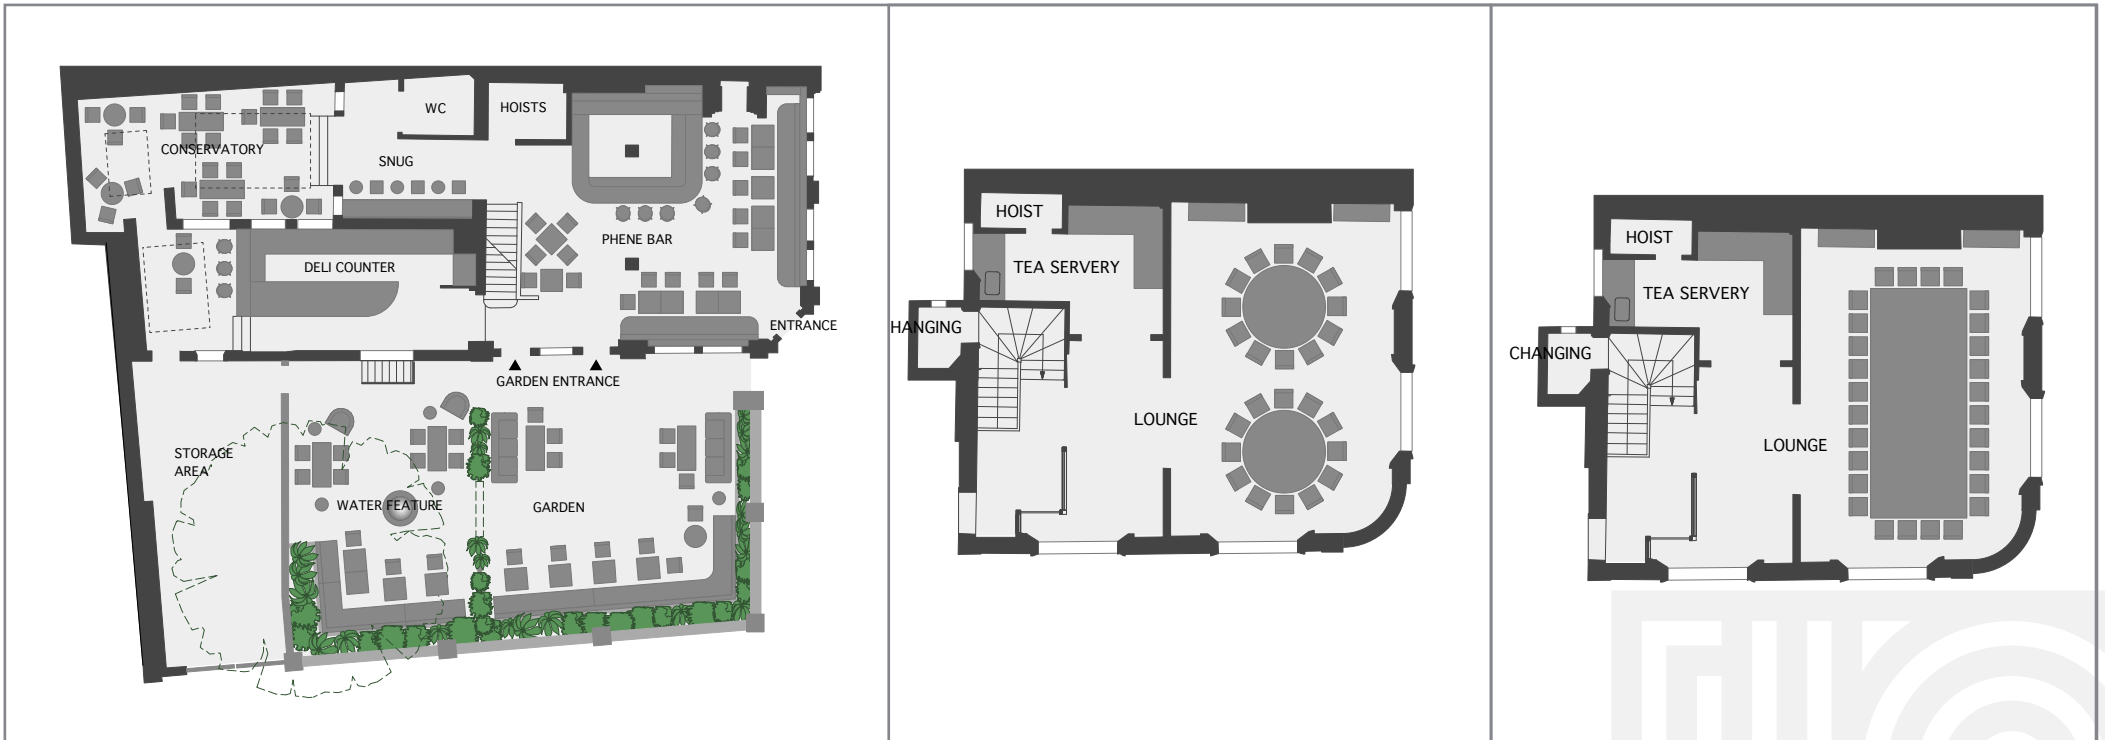 WC
HOISTS
CONSERVATORY
SNUG
PHENE BAR
DELI COUNTER
ENTRANCE
GARDEN ENTRANCE
STORAGE
AREA
WATER FEATURE
GARDEN
HOIST
TEA SERVERY
HANGING
LOUNGE
HOIST
TEA SERVERY
CHANGING
LOUNGE